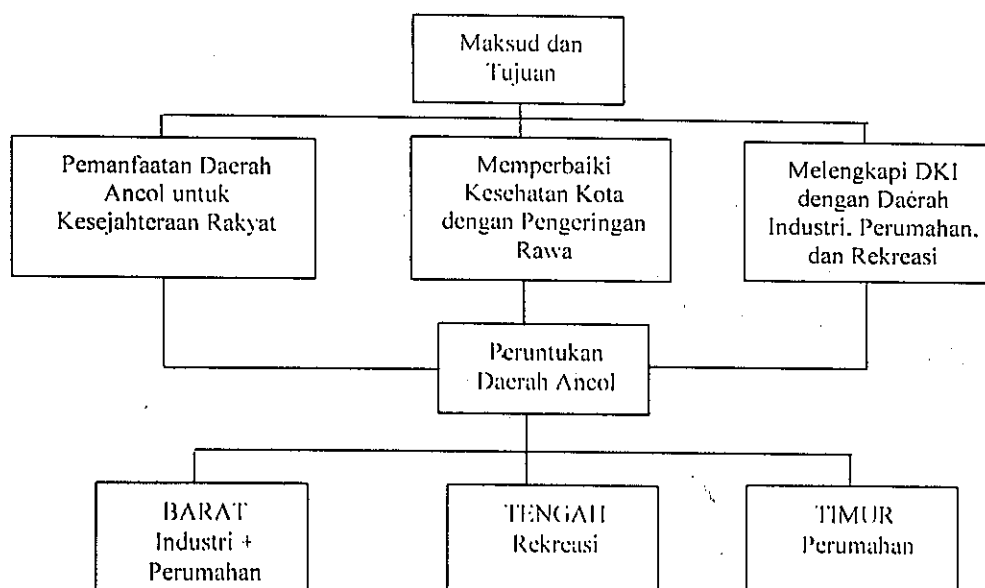 Maksud dan
Tujuan
Pemanfaatan Daerah
Ancol untuk
Kesejahteraan Rakyat
Memperbaiki
Kesehatan Kota
dengan Pengeringan
Rawa
Melengkapi DKI
dengan Daerah
Industri, Perumahan,
dan Rekreasi
Peruntukan
Daerah Ancol
BARAT
Industri +
Perumahan
TENGAH
Rekreasi
TIMUR
Perumahan